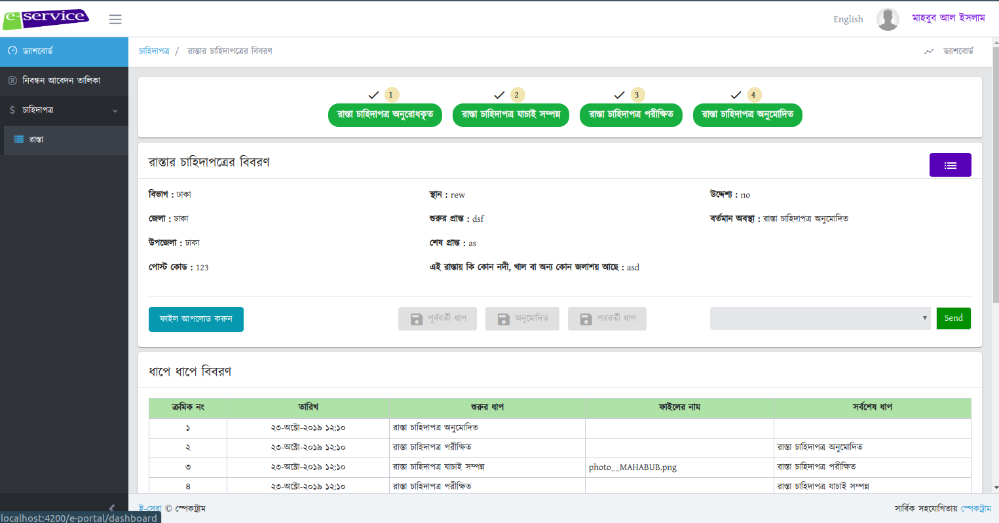 e-service
English
মাহবুব আল ইসলাম
ড্যাশবোর্ড
নিবন্ধন আবেদন তালিকা
চাহিদাপত্র
রাস্তা
চাহিদাপত্র / রাস্তার চাহিদাপত্রের বিবরণ
ড্যাশবোর্ড
1
2
3
4
রাস্তা চাহিদাপত্র অনুরোধকৃত
রাস্তা চাহিদাপত্র যাচাই সম্পন্ন
রাস্তা চাহিদাপত্র পরীক্ষিত
রাস্তা চাহিদাপত্র অনুমোদিত
রাস্তার চাহিদাপত্রের বিবরণ
বিভাগ : ঢাকা
স্থান : rew
উদ্দেশ্য : no
জেলা : ঢাকা
শুরুর প্রান্ত : dsf
বর্তমান অবস্থা : রাস্তা চাহিদাপত্র অনুমোদিত
উপজেলা : ঢাকা
শেষ প্রান্ত : as
পোস্ট কোড : 123
এই রাস্তায় কি কোন নদী, খাল বা অন্য কোন জলাশয় আছে : asd
ফাইল আপলোড করুন
পূর্ববর্তী ধাপ
অনুমোদিত
পরবর্তী ধাপ
Send
ধাপে ধাপে বিবরণ
ক্রমিক নং তারিখ শুরুর ধাপ ফাইলের নাম সর্বশেষ ধাপ
১ ২৩-অক্টো-২০১৯ ১২:১০ রাস্তা চাহিদাপত্র অনুমোদিত
২ ২৩-অক্টো-২০১৯ ১২:১০ রাস্তা চাহিদাপত্র পরীক্ষিত রাস্তা চাহিদাপত্র অনুমোদিত
৩ ২৩-অক্টো-২০১৯ ১২:১০ রাস্তা চাহিদাপত্র যাচাই সম্পন্ন photo__MAHABUB.png রাস্তা চাহিদাপত্র পরীক্ষিত
৪ ২৩-অক্টো-২০১৯ ১২:১০ রাস্তা চাহিদাপত্র পরীক্ষিত রাস্তা চাহিদাপত্র যাচাই সম্পন্ন
ই-সেবা © স্পেকট্রাম
সার্বিক সহযোগিতায় স্পেকট্রাম
localhost:4200/e-portal/dashboard